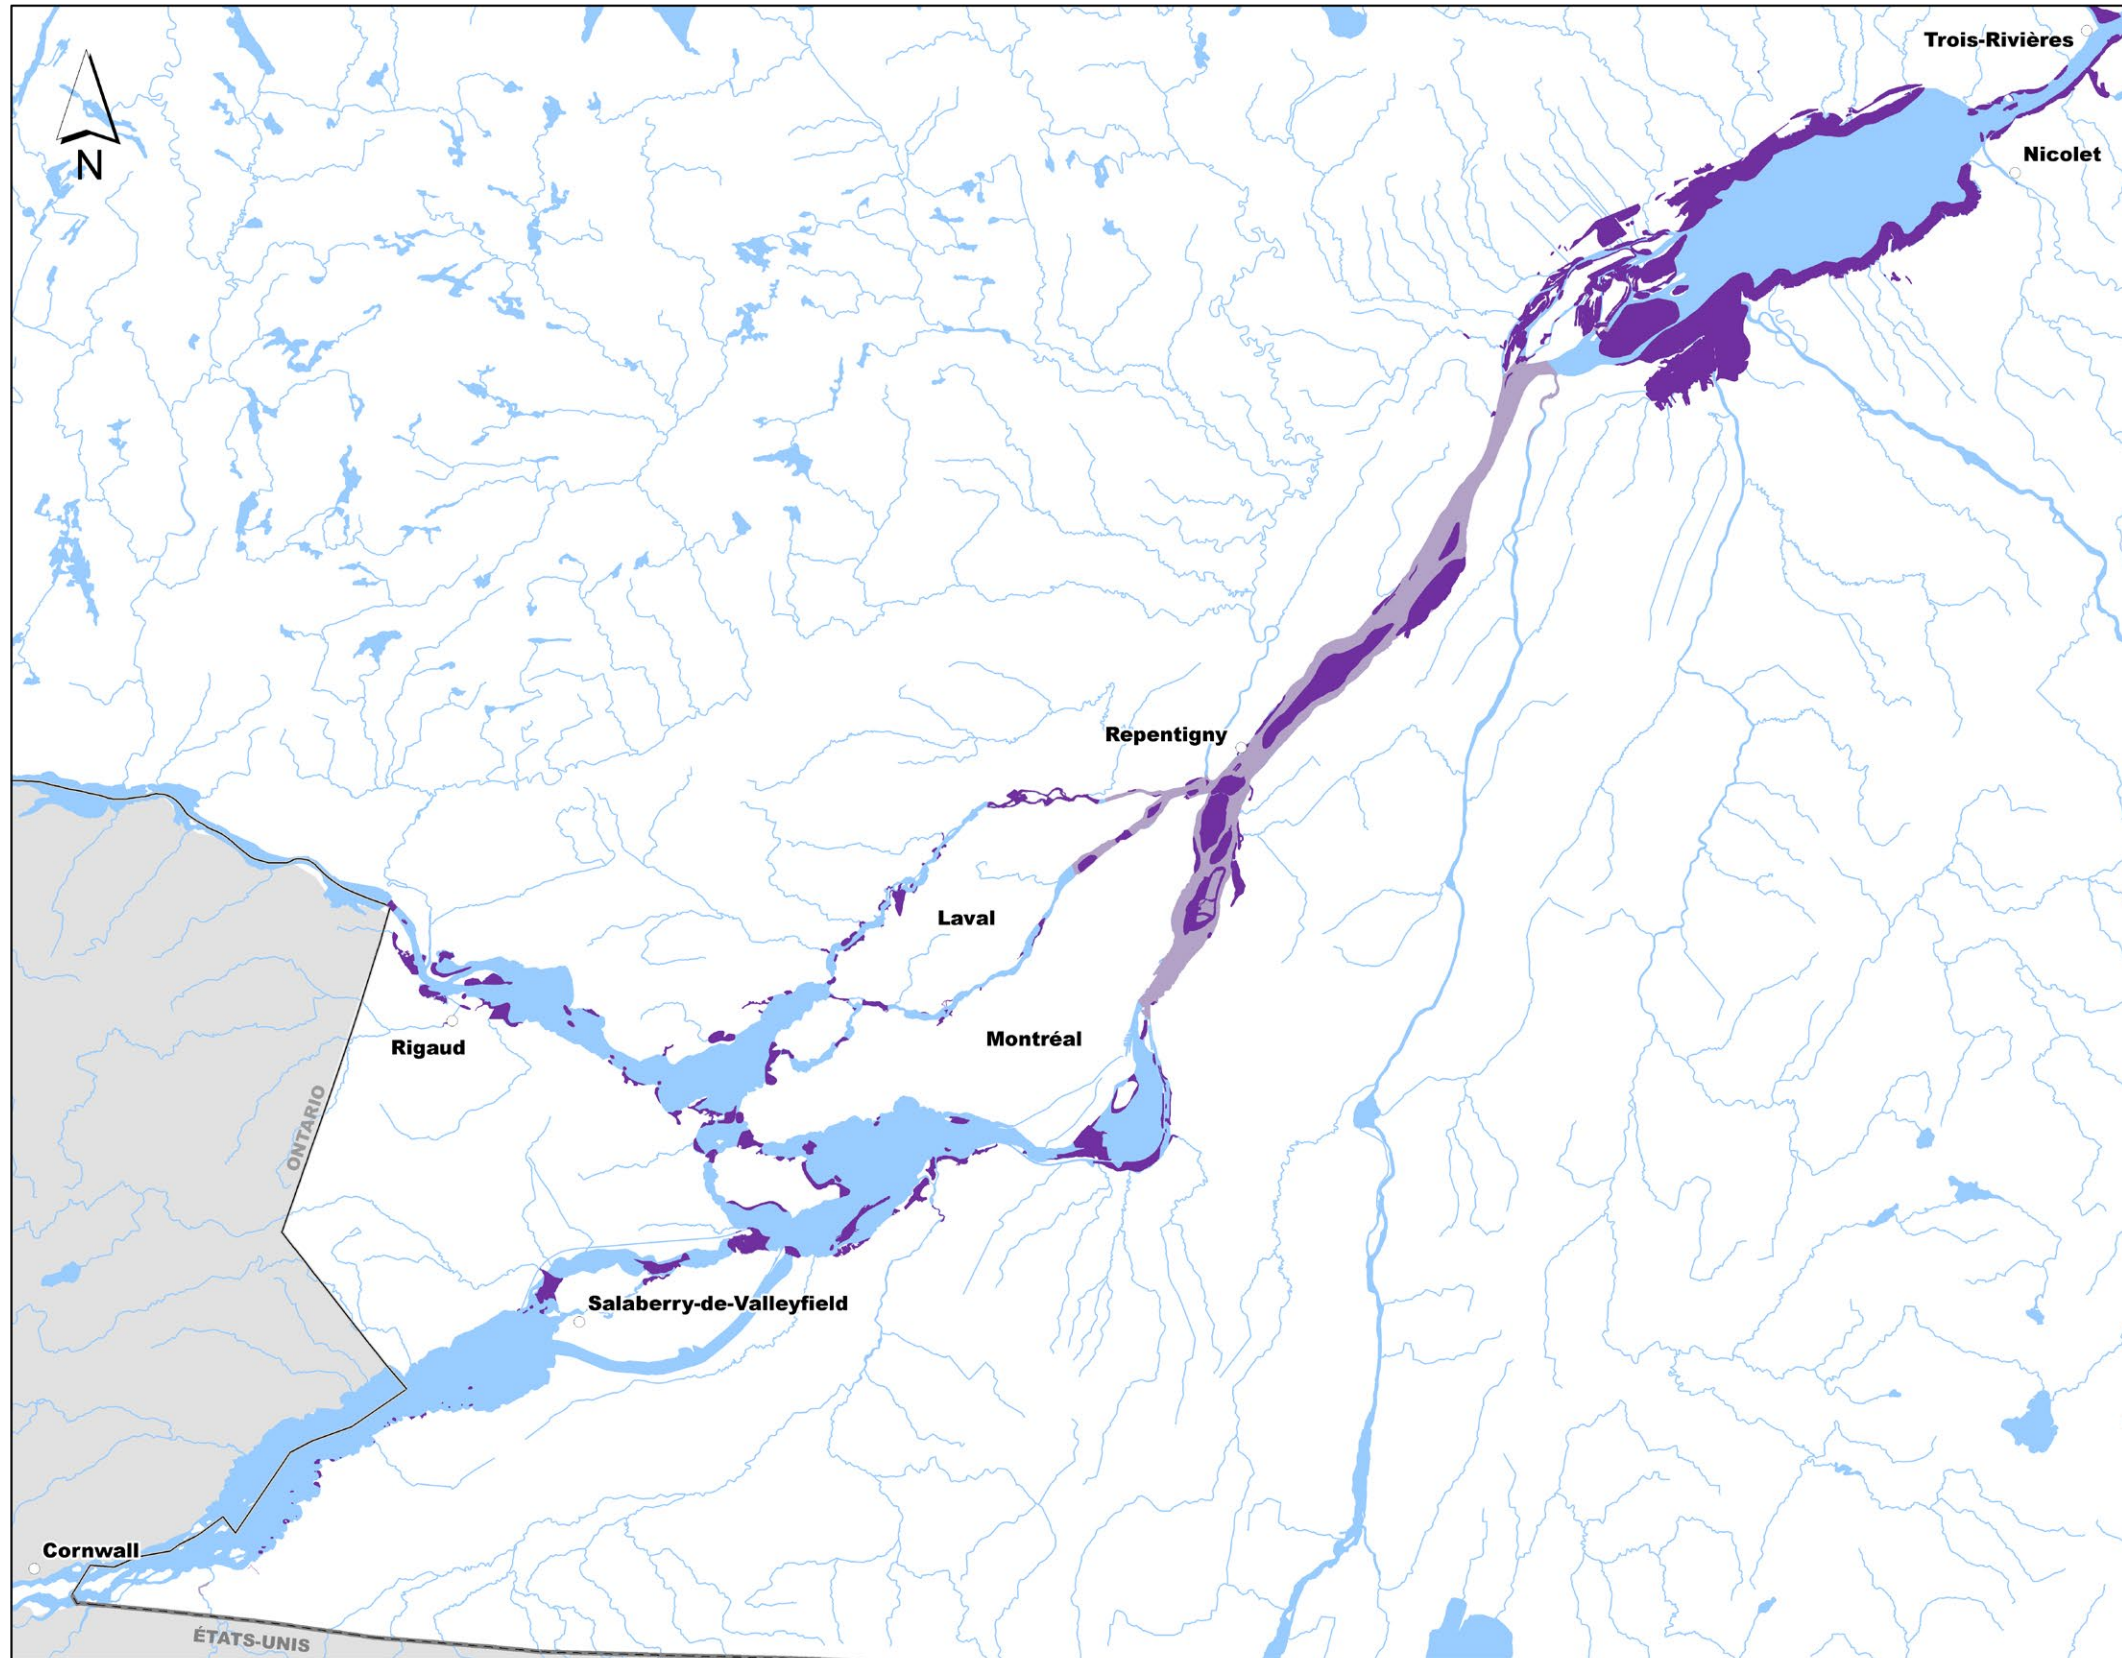 Trois-Rivières
N
Nicolet
Repentigny
Laval
Montréal
Rigaud
ONTARIO
Salaberry-de-Valleyfield
Cornwall
ÉTATS-UNIS